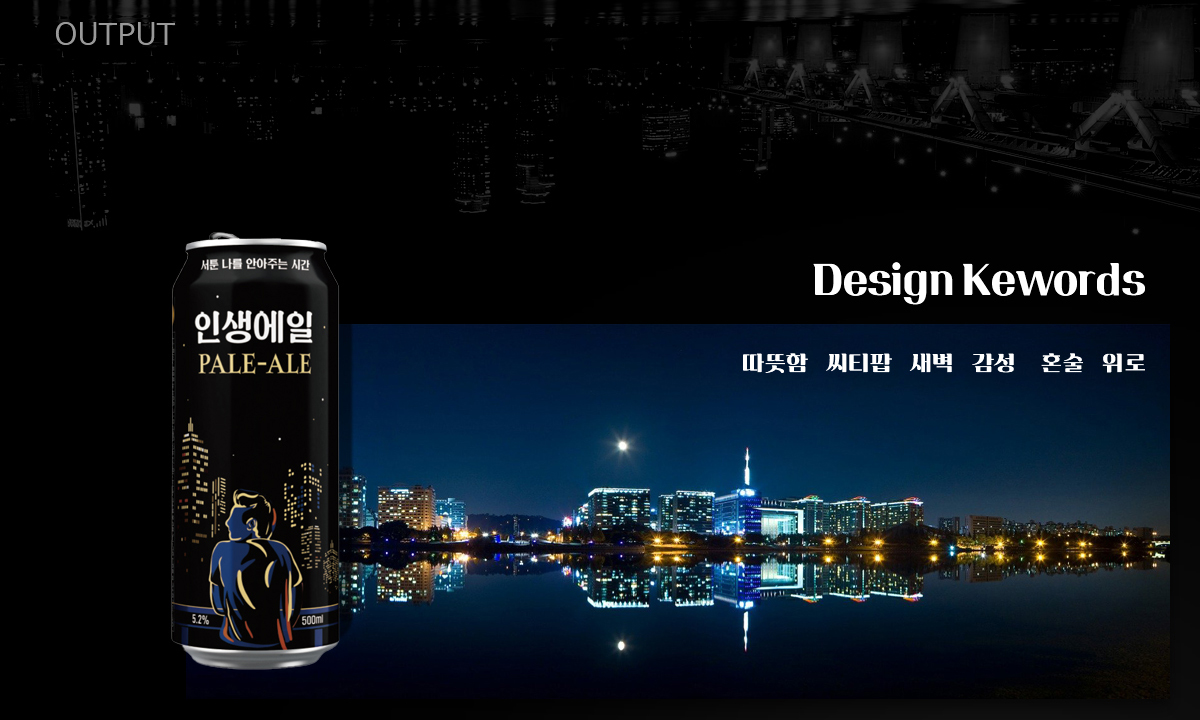 OUTPUT
서툰 나를 안아주는 시간
인생에일
PALE-ALE
5.2%
500ml
Design Kewords
따뜻함 씨티팝 새벽 감성 혼술 위로